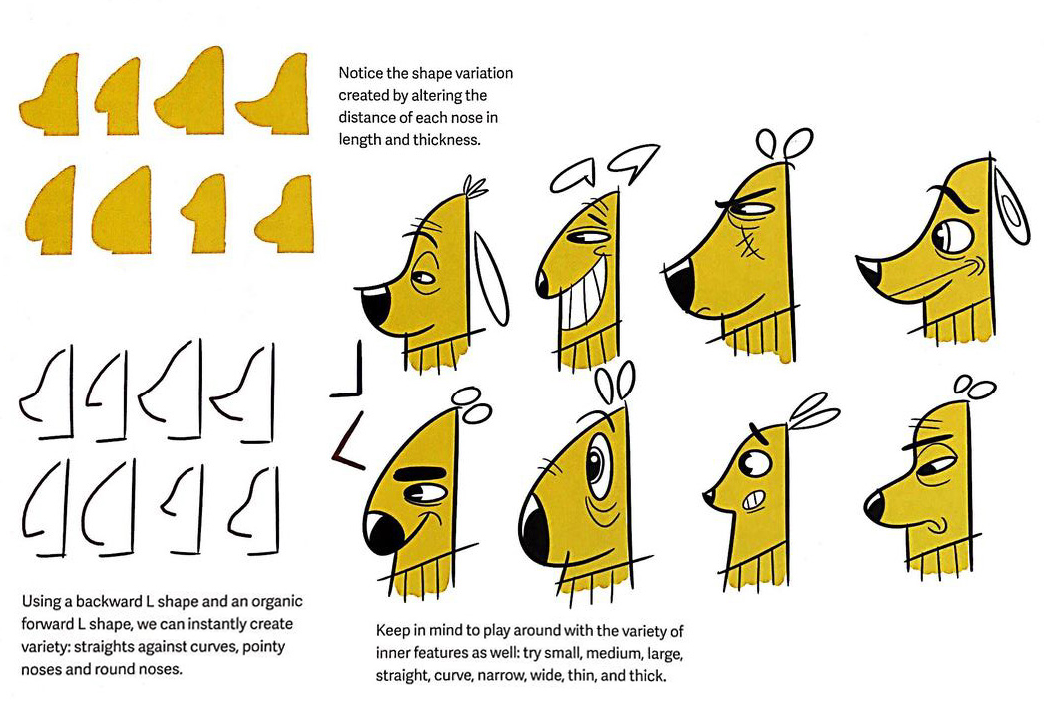 Notice the shape variation
created by altering the
distance of each nose in
length and thickness.
Using a backward L shape and an organic
forward L shape, we can instantly create
variety: straights against curves, pointy
noses and round noses.
Keep in mind to play around with the variety of
inner features as well: try small, medium, large,
straight, curve, narrow, wide, thin, and thick.